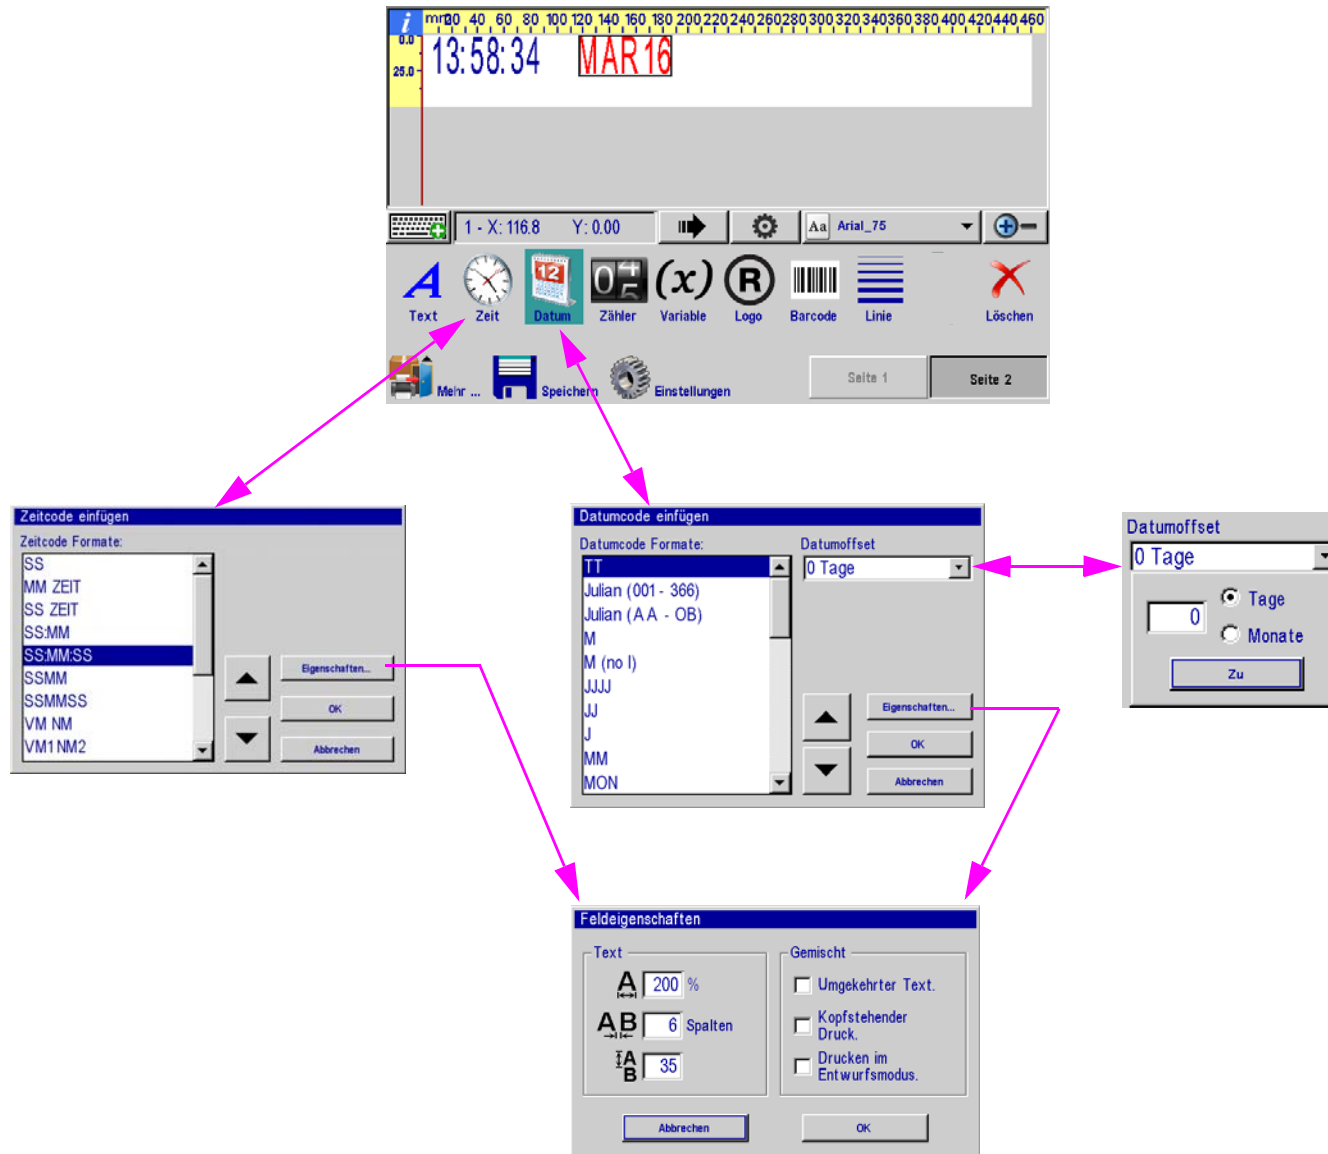 i mm20 40 60 80 100 120 140 160 180 200 220 240 260 280 300 320 340 360 380 400 420 440 460
0.0
13:58:34 MAR16
25.0
1 - X: 116.8 Y: 0.00 Aa Arial_75
A 12 (x) R
Text Zeit Datum Zähler Variable Logo Barcode Linie Löschen
Mehr ... Speichern Einstellungen Seite 1 Seite 2
Zeitcode einfügen
Zeitcode Formate:
SS
MM ZEIT
SS ZEIT
SS:MM
SS:MM:SS
SSMM
SSMMSS
VM NM
VM1NM2
Eigenschaften...
OK
Abbrechen
Datumcode einfügen
Datumcode Formate:
TT
Julian (001 - 366)
Julian (AA - OB)
M
M (no I)
JJJJ
JJ
J
MM
MON
Datumoffset
0 Tage
Eigenschaften...
OK
Abbrechen
Datumoffset
0 Tage
0
Tage
Monate
Zu
Feldeigenschaften
Text
A 200 %
AB 6 Spalten
A
B 35
Gemischt
Umgekehrter Text.
Kopfstehender
Druck.
Drucken im
Entwurfsmodus.
Abbrechen OK